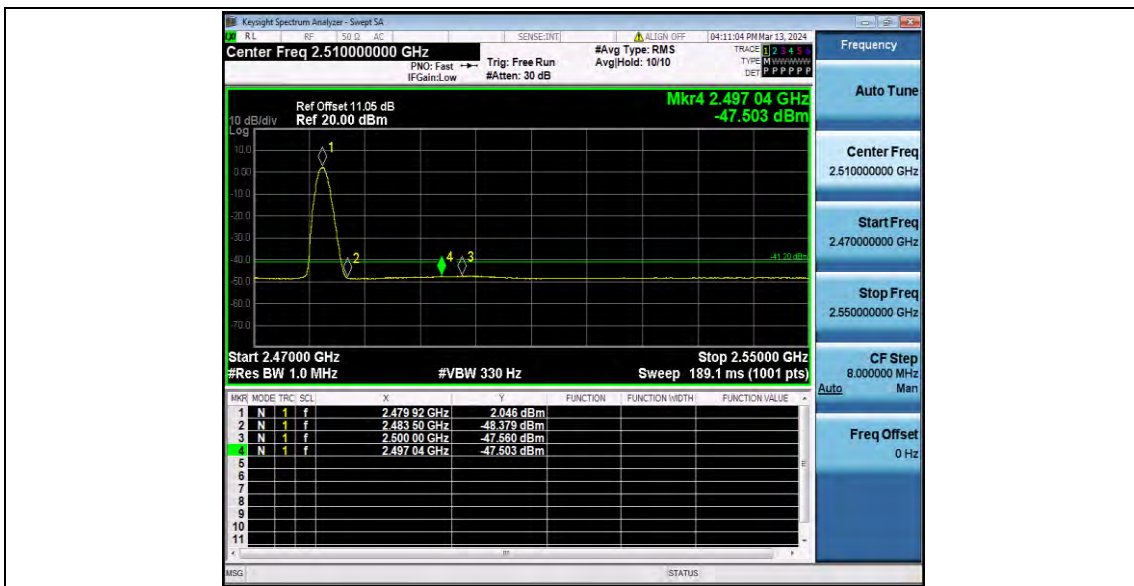 Keysight Spectrum Analyzer - Swept SA
RL RF 50 Ω AC SENSE:INT ALIGN OFF 04:11:04 PM Mar 13, 2024
Center Freq 2.510000000 GHz
PNO: Fast
IFGain:Low
Trig: Free Run
#Atten: 30 dB
#Avg Type: RMS
Avg|Hold: 10/10
TRACE 1 2 3 4 5 6
TYPE M W W W W W
DET P P P P P P
Frequency
Auto Tune
Center Freq
2.510000000 GHz
Start Freq
2.470000000 GHz
Stop Freq
2.550000000 GHz
CF Step
8.000000 MHz
Auto Man
Freq Offset
0 Hz
Mkr4 2.497 04 GHz
-47.503 dBm
Ref Offset 11.05 dB
10 dB/div Ref 20.00 dBm
Log
10.0
0.00
-10.0
-20.0
-30.0
-40.0
-50.0
-60.0
-70.0
1
2
4 3
-41.20 dBm
Start 2.47000 GHz Stop 2.55000 GHz
#Res BW 1.0 MHz #VBW 330 Hz Sweep 189.1 ms (1001 pts)
MKR MODE TRC SCL X Y FUNCTION FUNCTION WIDTH FUNCTION VALUE
1 N 1 f 2.479 92 GHz 2.046 dBm
2 N 1 f 2.483 50 GHz -48.379 dBm
3 N 1 f 2.500 00 GHz -47.560 dBm
4 N 1 f 2.497 04 GHz -47.503 dBm
5
6
7
8
9
10
11
MSG STATUS